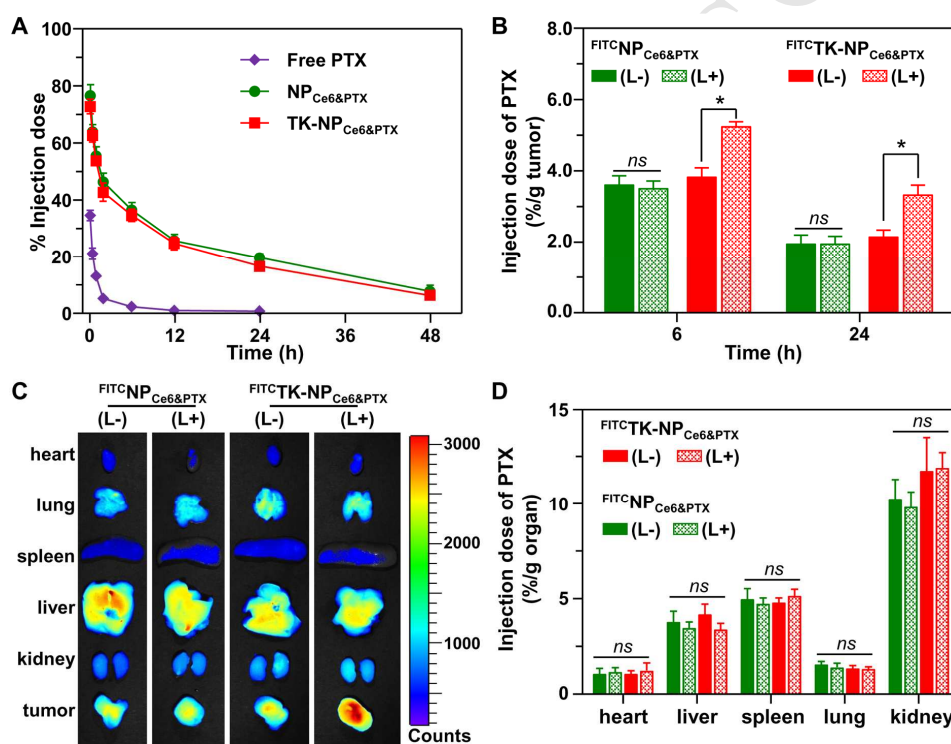 A
100
80
60
40
20
0
% Injection dose
Free PTX
NPCe6&PTX
TK-NPCe6&PTX
0 12 24 36 48
Time (h)
B
8.0
6.0
4.0
2.0
0.0
Injection dose of PTX
(%/g tumor)
FITCNPCe6&PTX FITCTK-NPCe6&PTX
(L-) (L+) (L-) (L+)
ns * ns *
6 24
Time (h)
C
FITCNPCe6&PTX FITCTK-NPCe6&PTX
(L-) (L+) (L-) (L+)
heart
lung
spleen
liver
kidney
tumor
3000
2000
1000
Counts
D
15
10
5
0
Injection dose of PTX
(%/g organ)
FITCTK-NPCe6&PTX
(L-) (L+)
FITCNPCe6&PTX
(L-) (L+)
ns ns ns ns ns
heart liver spleen lung kidney